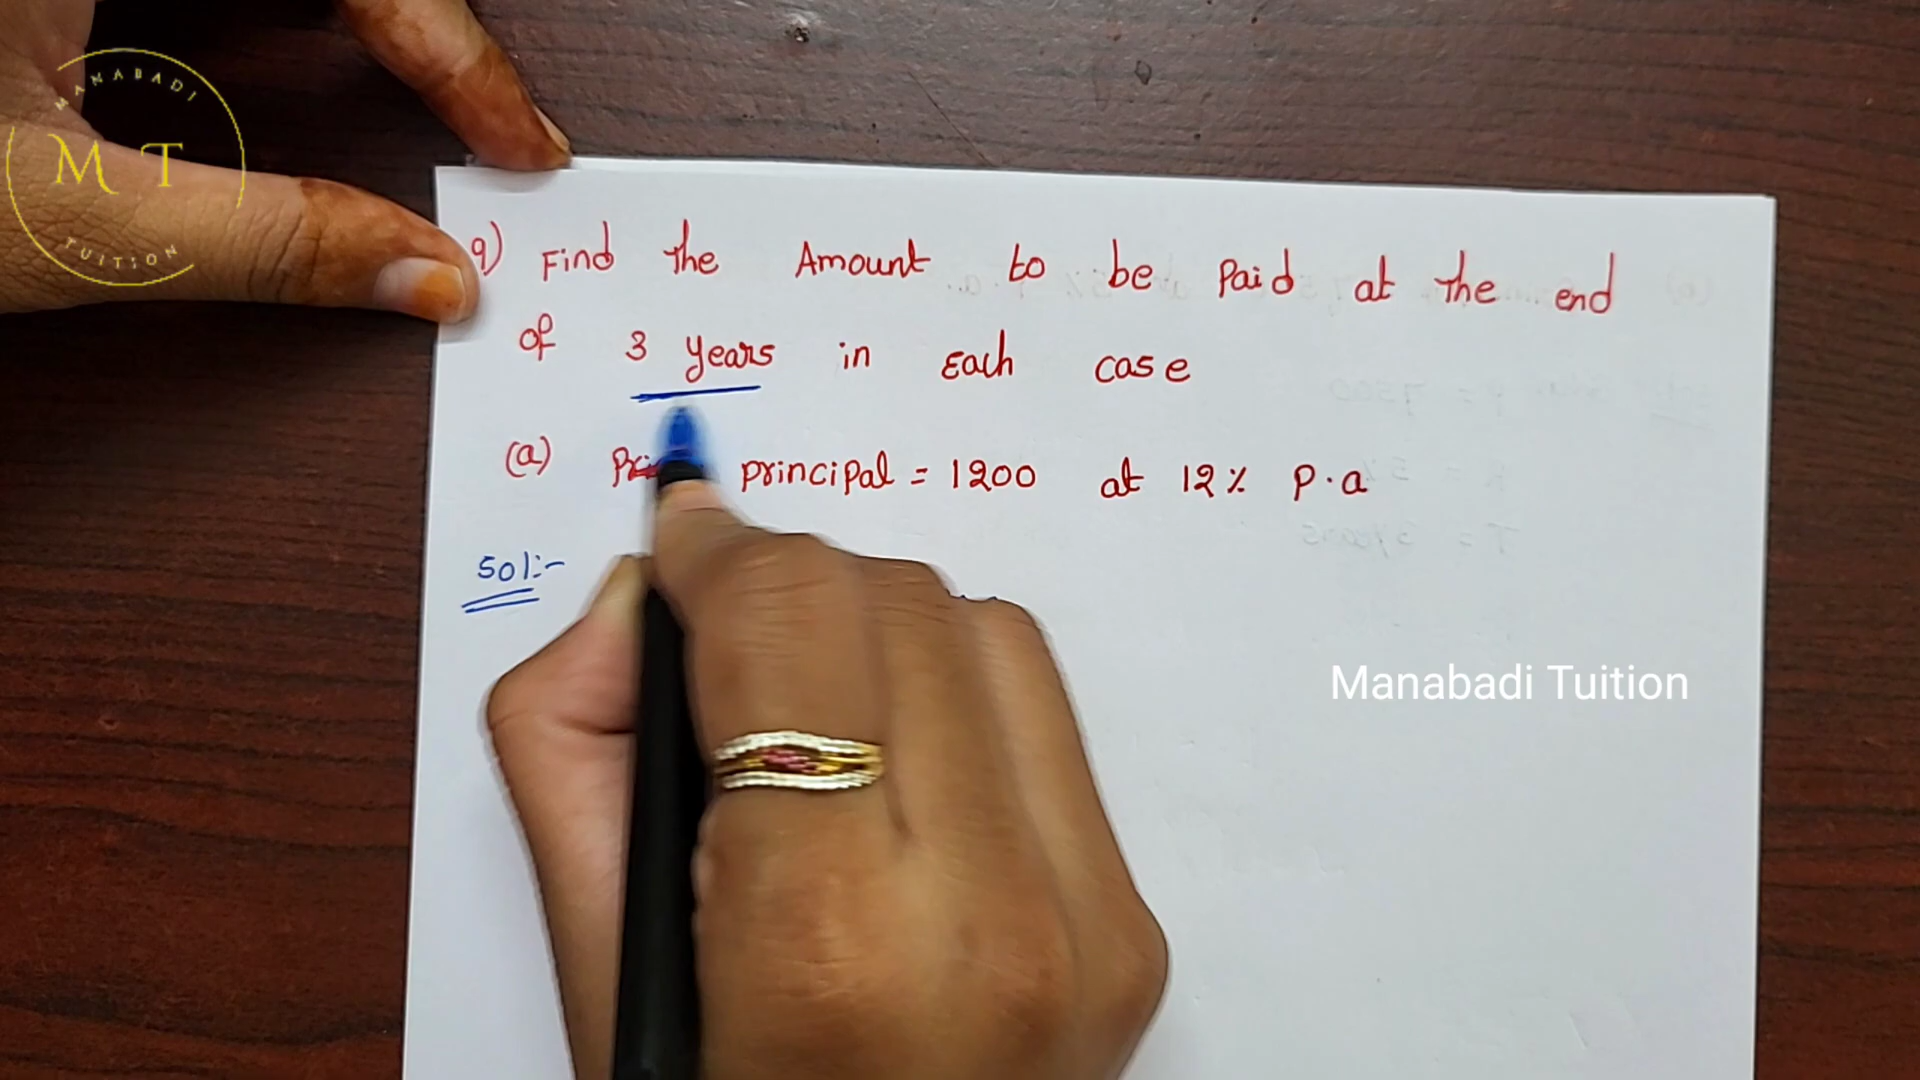 MANABADI
M T
TUITION
9) Find the Amount to be Paid at the end
of 3 years in Each case
(a) principal = 1200 at 12% P.a
Sol:-
Manabadi Tuition